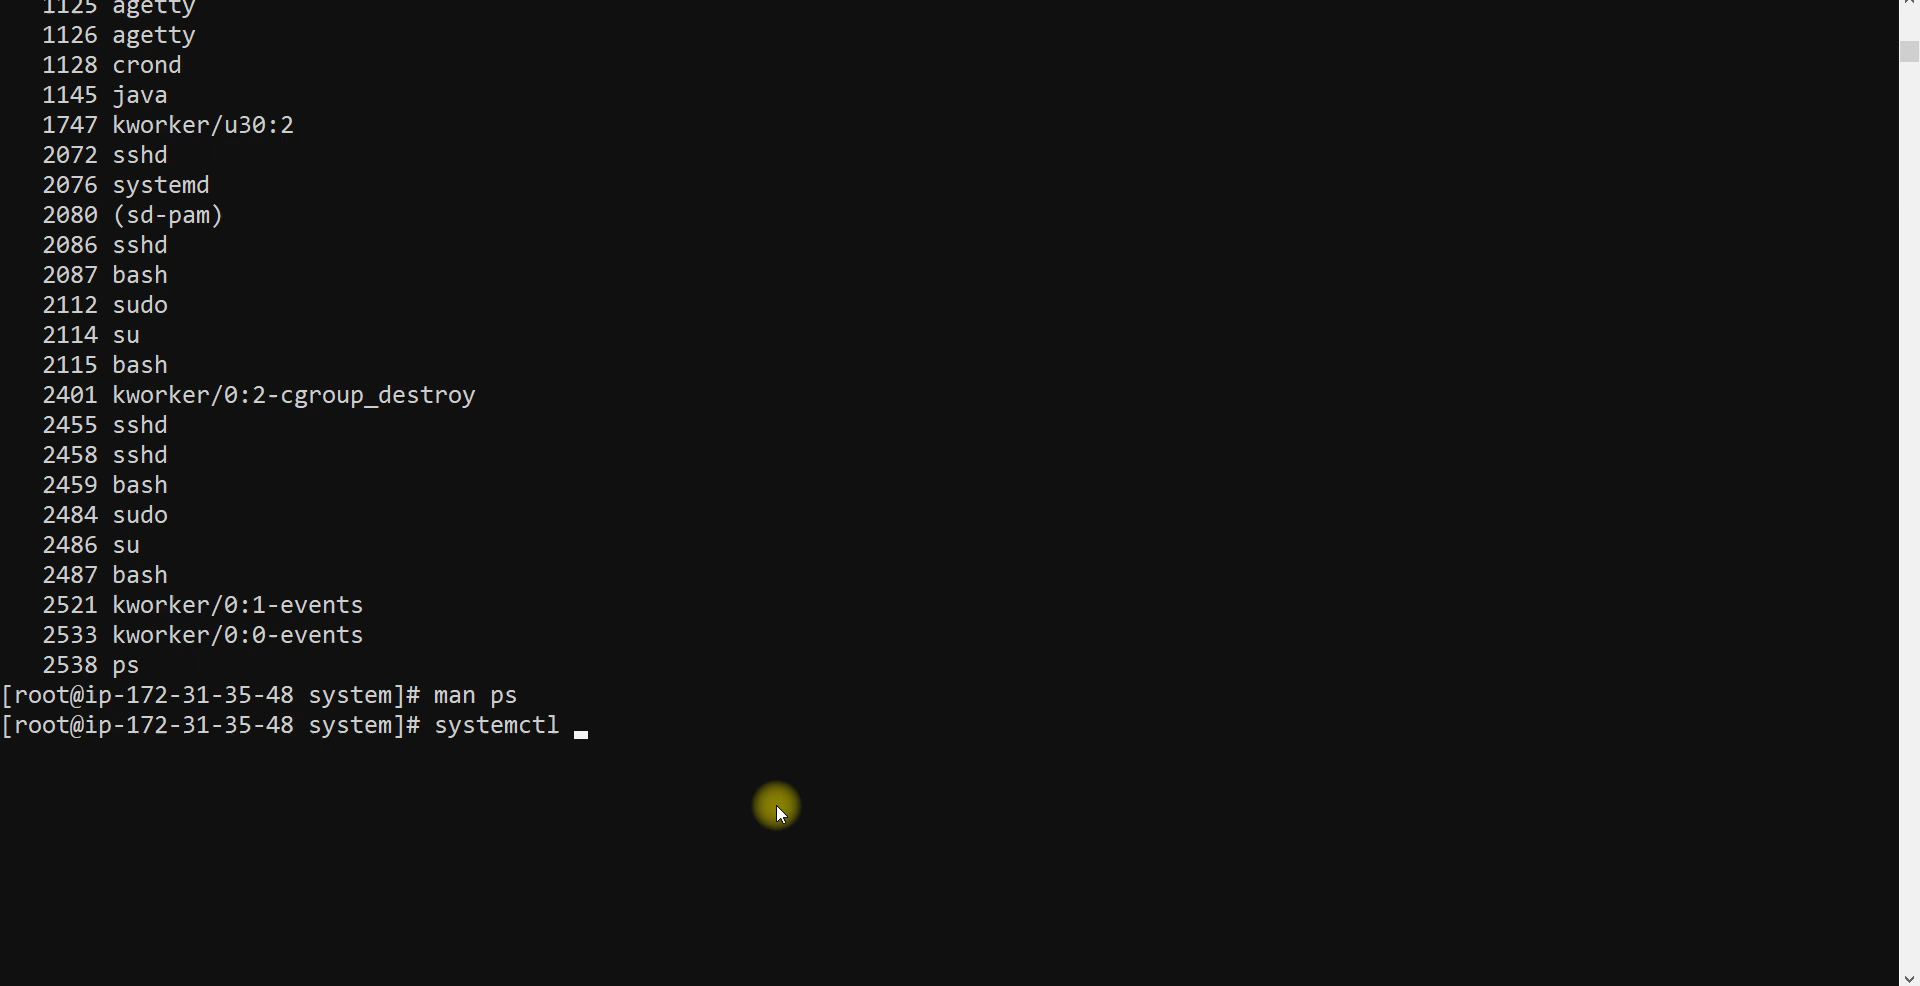 1125 agetty
1126 agetty
1128 crond
1145 java
1747 kworker/u30:2
2072 sshd
2076 systemd
2080 (sd-pam)
2086 sshd
2087 bash
2112 sudo
2114 su
2115 bash
2401 kworker/0:2-cgroup_destroy
2455 sshd
2458 sshd
2459 bash
2484 sudo
2486 su
2487 bash
2521 kworker/0:1-events
2533 kworker/0:0-events
2538 ps
[root@ip-172-31-35-48 system]# man ps
[root@ip-172-31-35-48 system]# systemctl